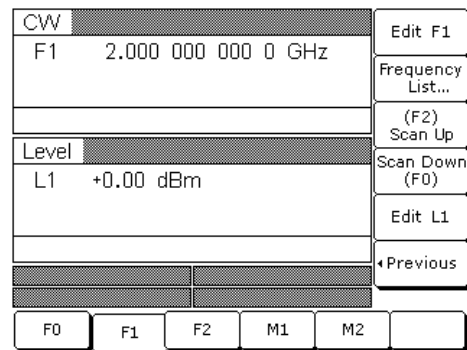 CW
F1 2.000 000 000 0 GHz
Level
L1 +0.00 dBm
Edit F1
Frequency
List...
(F2)
Scan Up
Scan Down
(F0)
Edit L1
Previous
F0 F1 F2 M1 M2